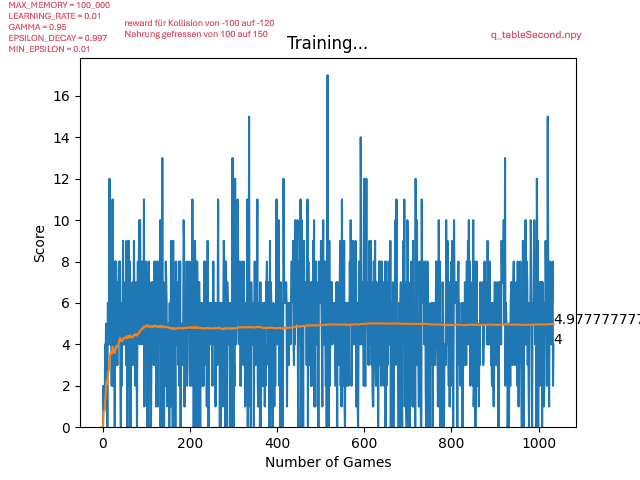 MAX_MEMORY = 100_000
LEARNING_RATE = 0.01
GAMMA = 0.95
EPSILON_DECAY = 0.997
MIN_EPSILON = 0.01
reward für Kollision von -100 auf -120
Nahrung gefressen von 100 auf 150
q_tableSecond.npy
Training...
Score
16
14
12
10
8
6
4
2
0
4.977777777
4
0
200
400
600
800
1000
Number of Games